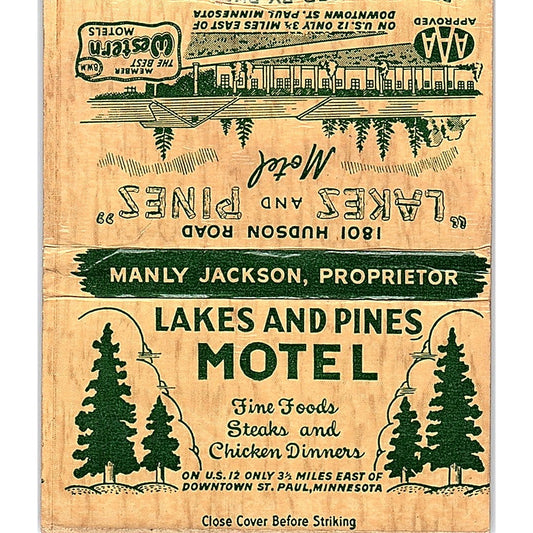 1801 HUDSON ROAD
"LAKES AND PINES"
Motel
AAA
APPROVED
ON U.S. 12 ONLY 3½ MILES EAST OF
DOWNTOWN ST. PAUL MINNESOTA
MEMBER
THE BEST
Western
MOTELS
B.W.M.
MANLY JACKSON, PROPRIETOR
LAKES AND PINES
MOTEL
Fine Foods
Steaks and
Chicken Dinners
ON U.S. 12 ONLY 3½ MILES EAST OF
DOWNTOWN ST. PAUL, MINNESOTA
Close Cover Before Striking